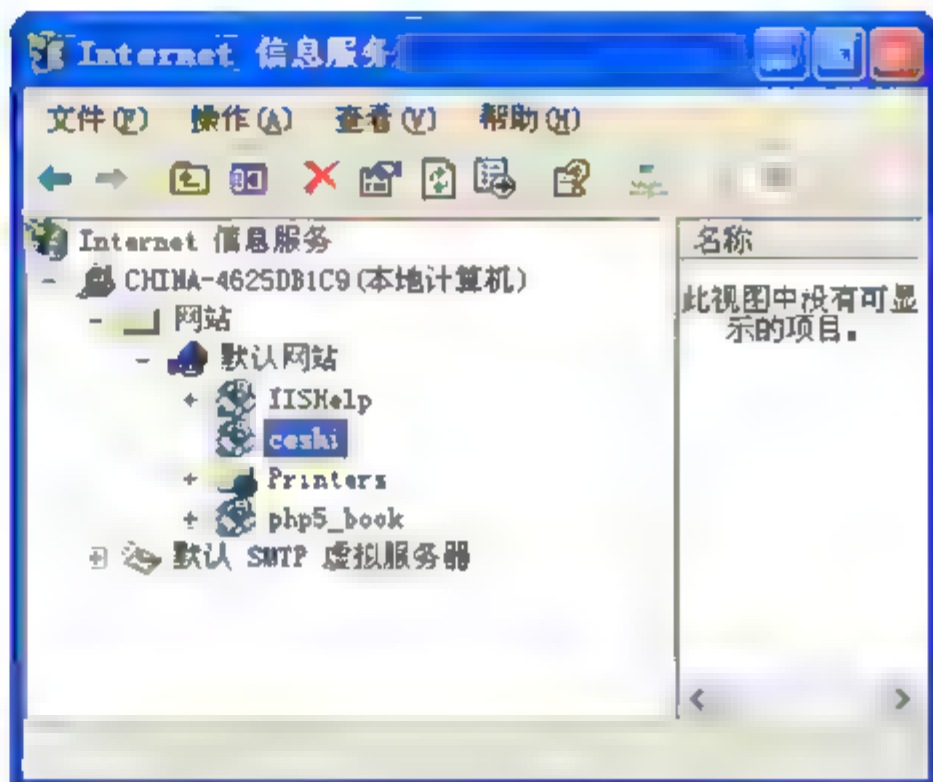 Internet 信息服务
文件(F) 操作(A) 查看(V) 帮助(H)
Internet 信息服务
CHINA-4625DB1C9(本地计算机)
网站
默认网站
IISHelp
ceshi
Printers
php5_book
默认 SMTP 虚拟服务器
名称
此视图中没有可显
示的项目。